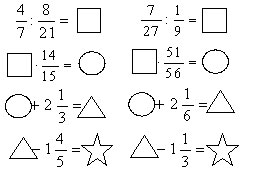 4/7 : 8/21 = □    7/27 : 1/9 = □
□ · 14/15 = ○    □ · 51/56 = ○
○ + 2 1/3 = △    ○ + 2 1/6 = △
△ − 1 4/5 = ☆    △ − 1 1/3 = ☆